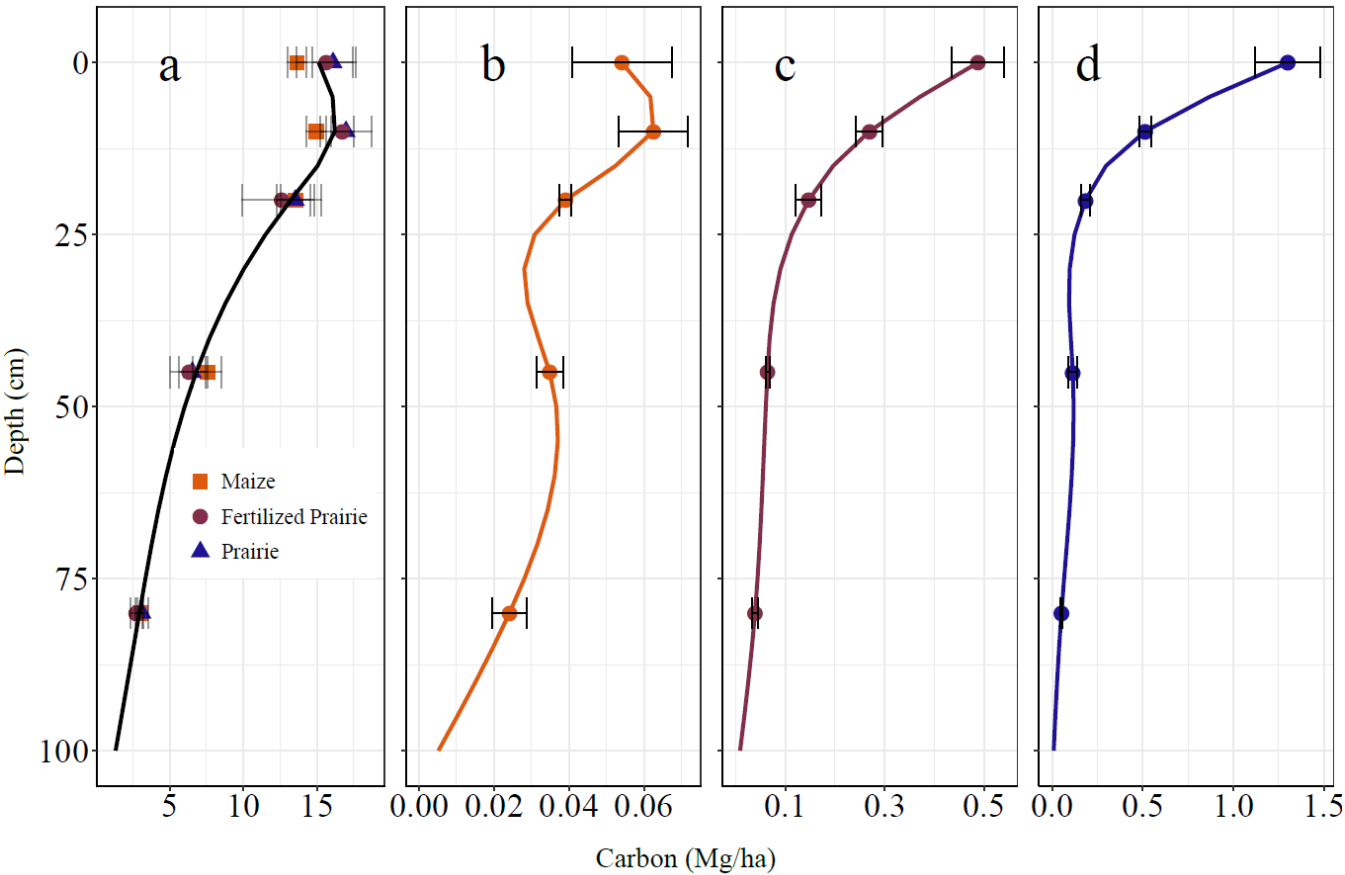 a
b
c
d
0
25
50
75
100
Depth (cm)
Maize
Fertilized Prairie
Prairie
5 10 15
0.00 0.02 0.04 0.06
0.1 0.3 0.5
0.0 0.5 1.0 1.5
Carbon (Mg/ha)